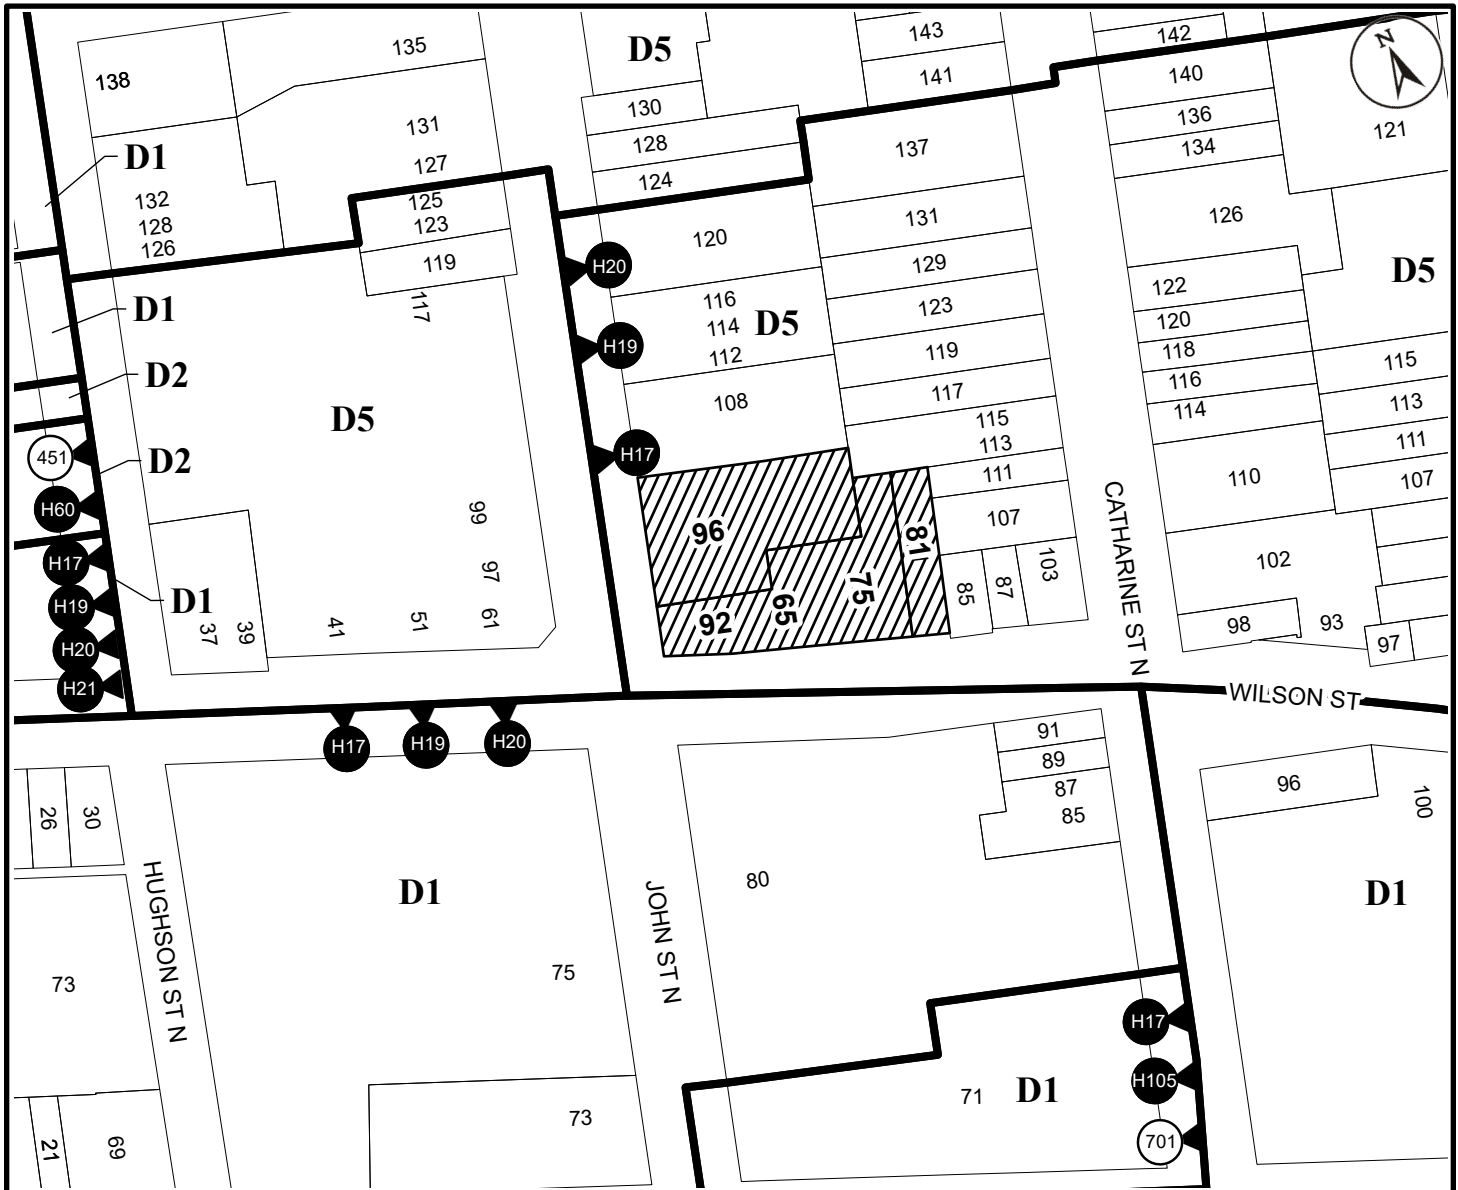 138
135
D5
143
142
N
141
140
130
131
136
121
128
137
134
D1
127
124
132
125
128
123
126
131
126
120
119
129
D5
H20
122
116
117
D5
123
120
D1
114
H19
112
119
118
115
D2
108
117
116
113
D5
115
114
111
451
D2
H17
113
111
110
107
H60
99
96
107
CATHARINE ST N
81
H17
97
75
85
87
103
102
H19
D1
65
37
39
41
51
61
92
98
93
97
H20
H21
WILSON ST
H17
H19
H20
91
89
96
26
30
87
85
100
HUGHSON ST N
D1
JOHN ST N
80
D1
73
75
H17
H105
71
D1
73
701
21
69